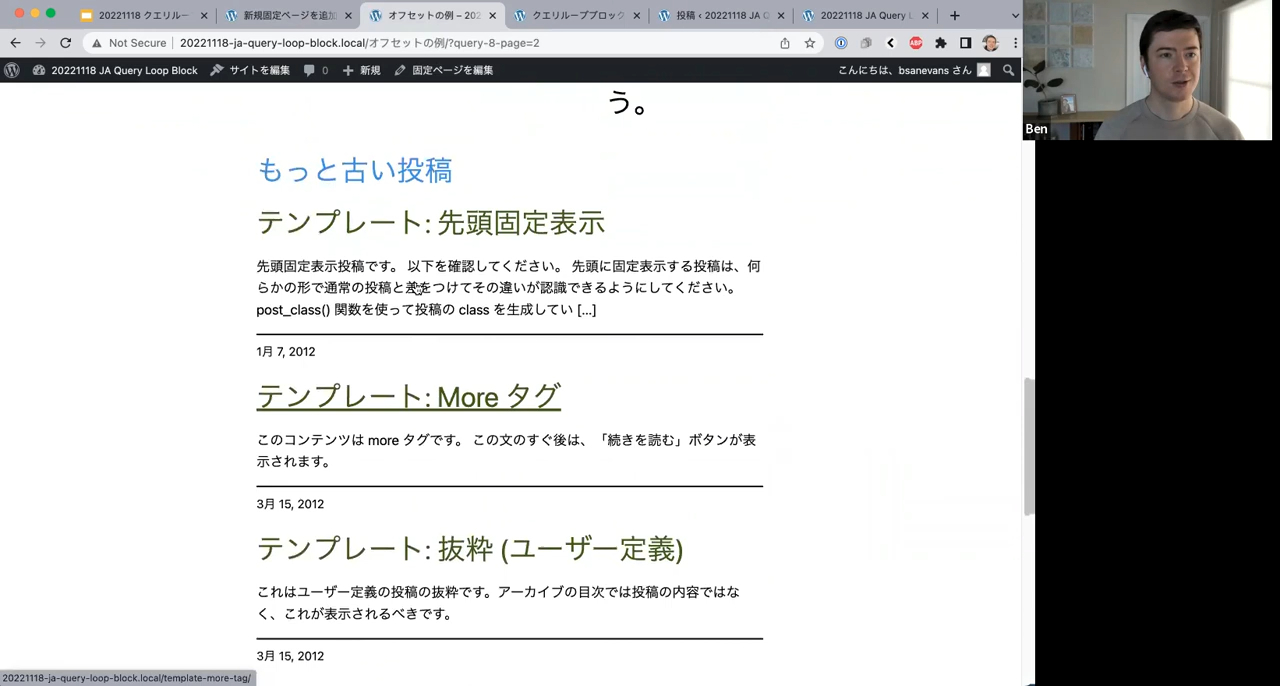 20221118 クエリルー
新規固定ページを追加
オフセットの例 – 202
クエリループブロック
投稿 ‹ 20221118 JA Q
20221118 JA Query L
Not Secure
20221118-ja-query-loop-block.local/オフセットの例/?query-8-page=2
ABP
20221118 JA Query Loop Block
サイトを編集
0
新規
固定ページを編集
こんにちは、bsanevans さん
Ben
う。
もっと古い投稿
テンプレート: 先頭固定表示
先頭固定表示投稿です。 以下を確認してください。 先頭に固定表示する投稿は、何
らかの形で通常の投稿と差をつけてその違いが認識できるようにしてください。
post_class() 関数を使って投稿の class を生成してい [...]
1月 7, 2012
テンプレート: More タグ
このコンテンツは more タグです。 この文のすぐ後は、「続きを読む」ボタンが表
示されます。
3月 15, 2012
テンプレート: 抜粋 (ユーザー定義)
これはユーザー定義の投稿の抜粋です。アーカイブの目次では投稿の内容ではな
く、これが表示されるべきです。
3月 15, 2012
20221118-ja-query-loop-block.local/template-more-tag/